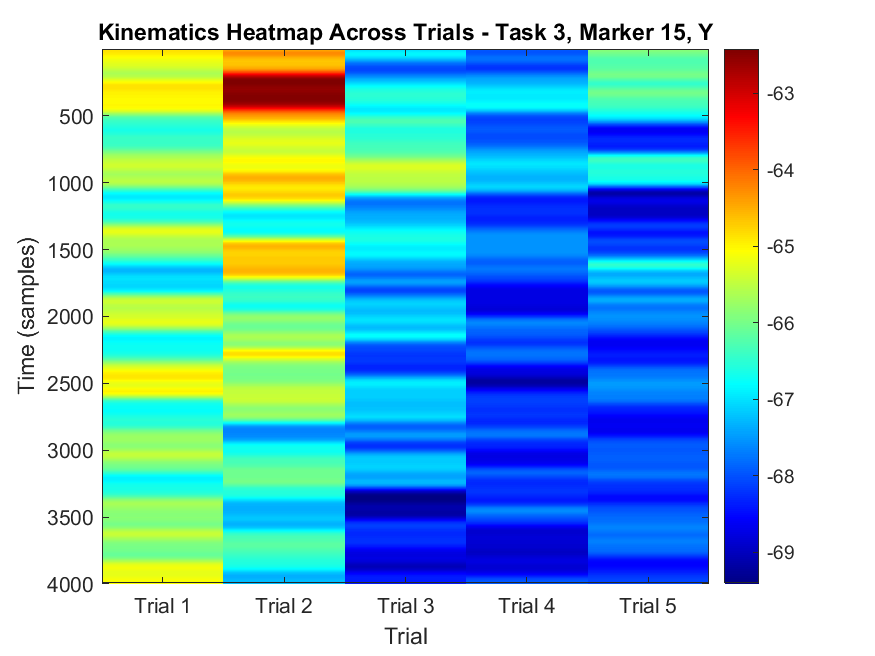 Kinematics Heatmap Across Trials - Task 3, Marker 15, Y
500
1000
1500
2000
2500
3000
3500
4000
Time (samples)
Trial 1
Trial 2
Trial 3
Trial 4
Trial 5
Trial
-63
-64
-65
-66
-67
-68
-69